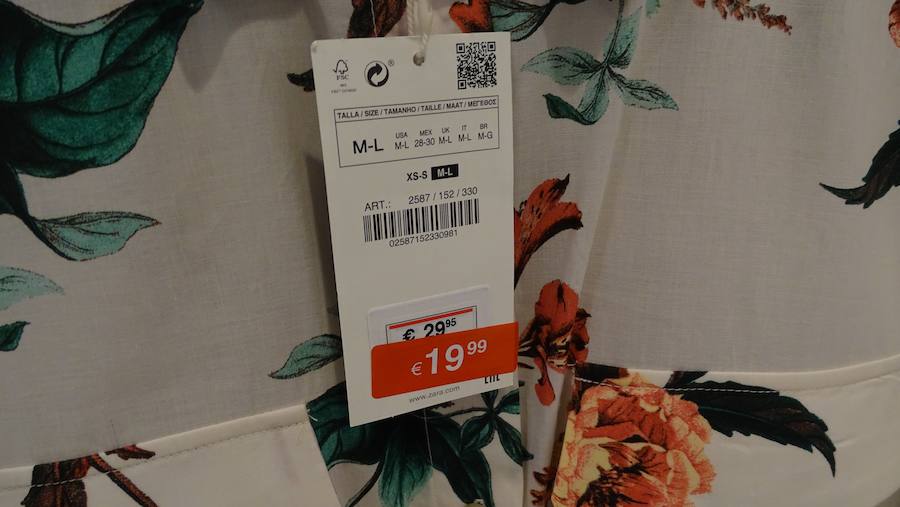 FSC
®
TALLA / SIZE / TAMANHO / TAILLE / MAAT / ΜΕΓΕΘΟΣ
M-L USA M-L MEX 28-30 UK M-L IT M-L BR M-G
XS-S M-L
ART.: 2587 / 152 / 330
02587152330981
€ 29 95
€19 99
www.zara.com